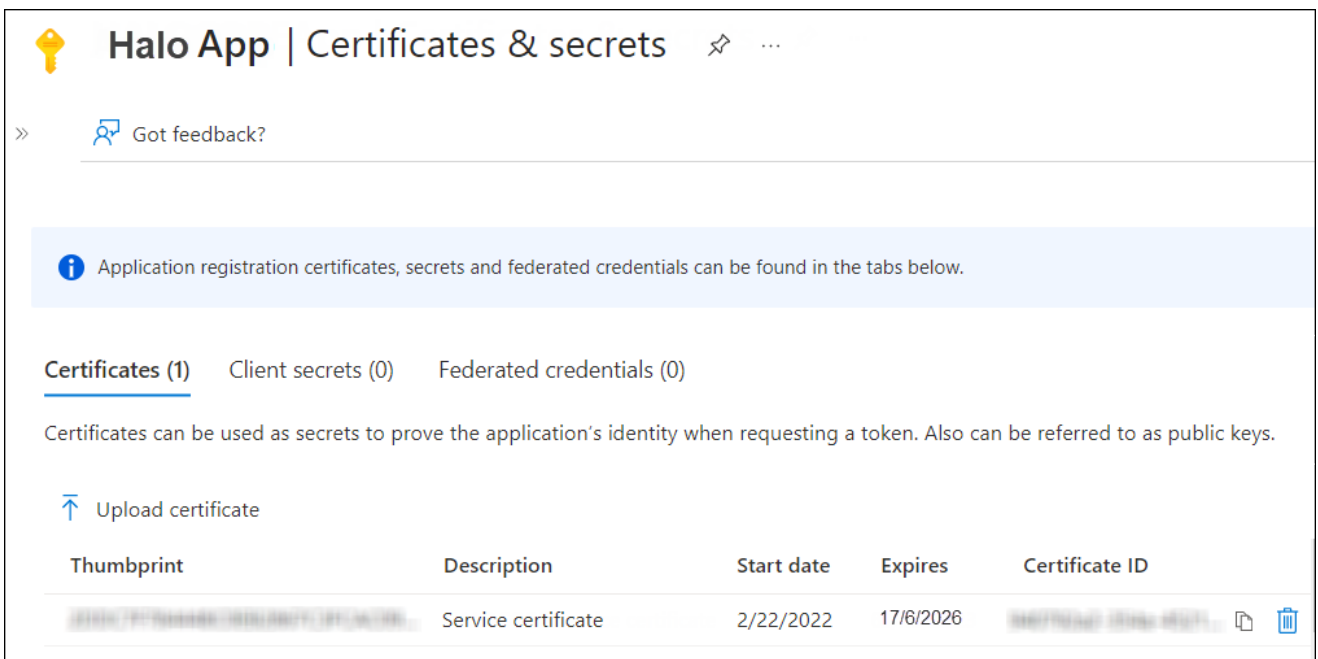 Halo App | Certificates & secrets
Got feedback?
Application registration certificates, secrets and federated credentials can be found in the tabs below.
Certificates (1) Client secrets (0) Federated credentials (0)
Certificates can be used as secrets to prove the application's identity when requesting a token. Also can be referred to as public keys.
Upload certificate
Thumbprint Description Start date Expires Certificate ID
Service certificate 2/22/2022 17/6/2026